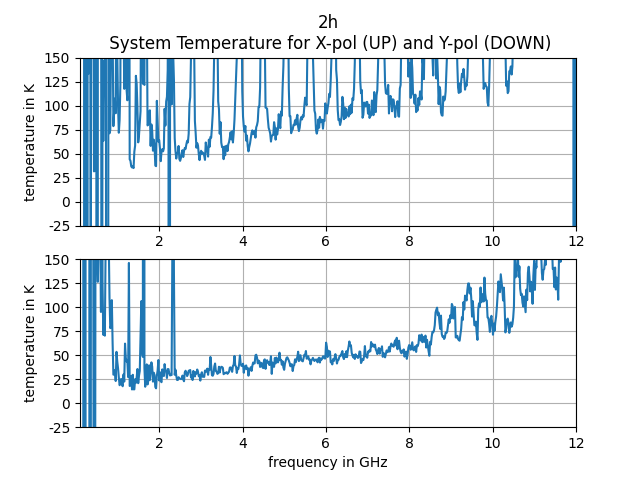 2h
System Temperature for X-pol (UP) and Y-pol (DOWN)
150
125
100
75
50
25
0
-25
temperature in K
2 4 6 8 10 12
150
125
100
75
50
25
0
-25
temperature in K
2 4 6 8 10 12
frequency in GHz